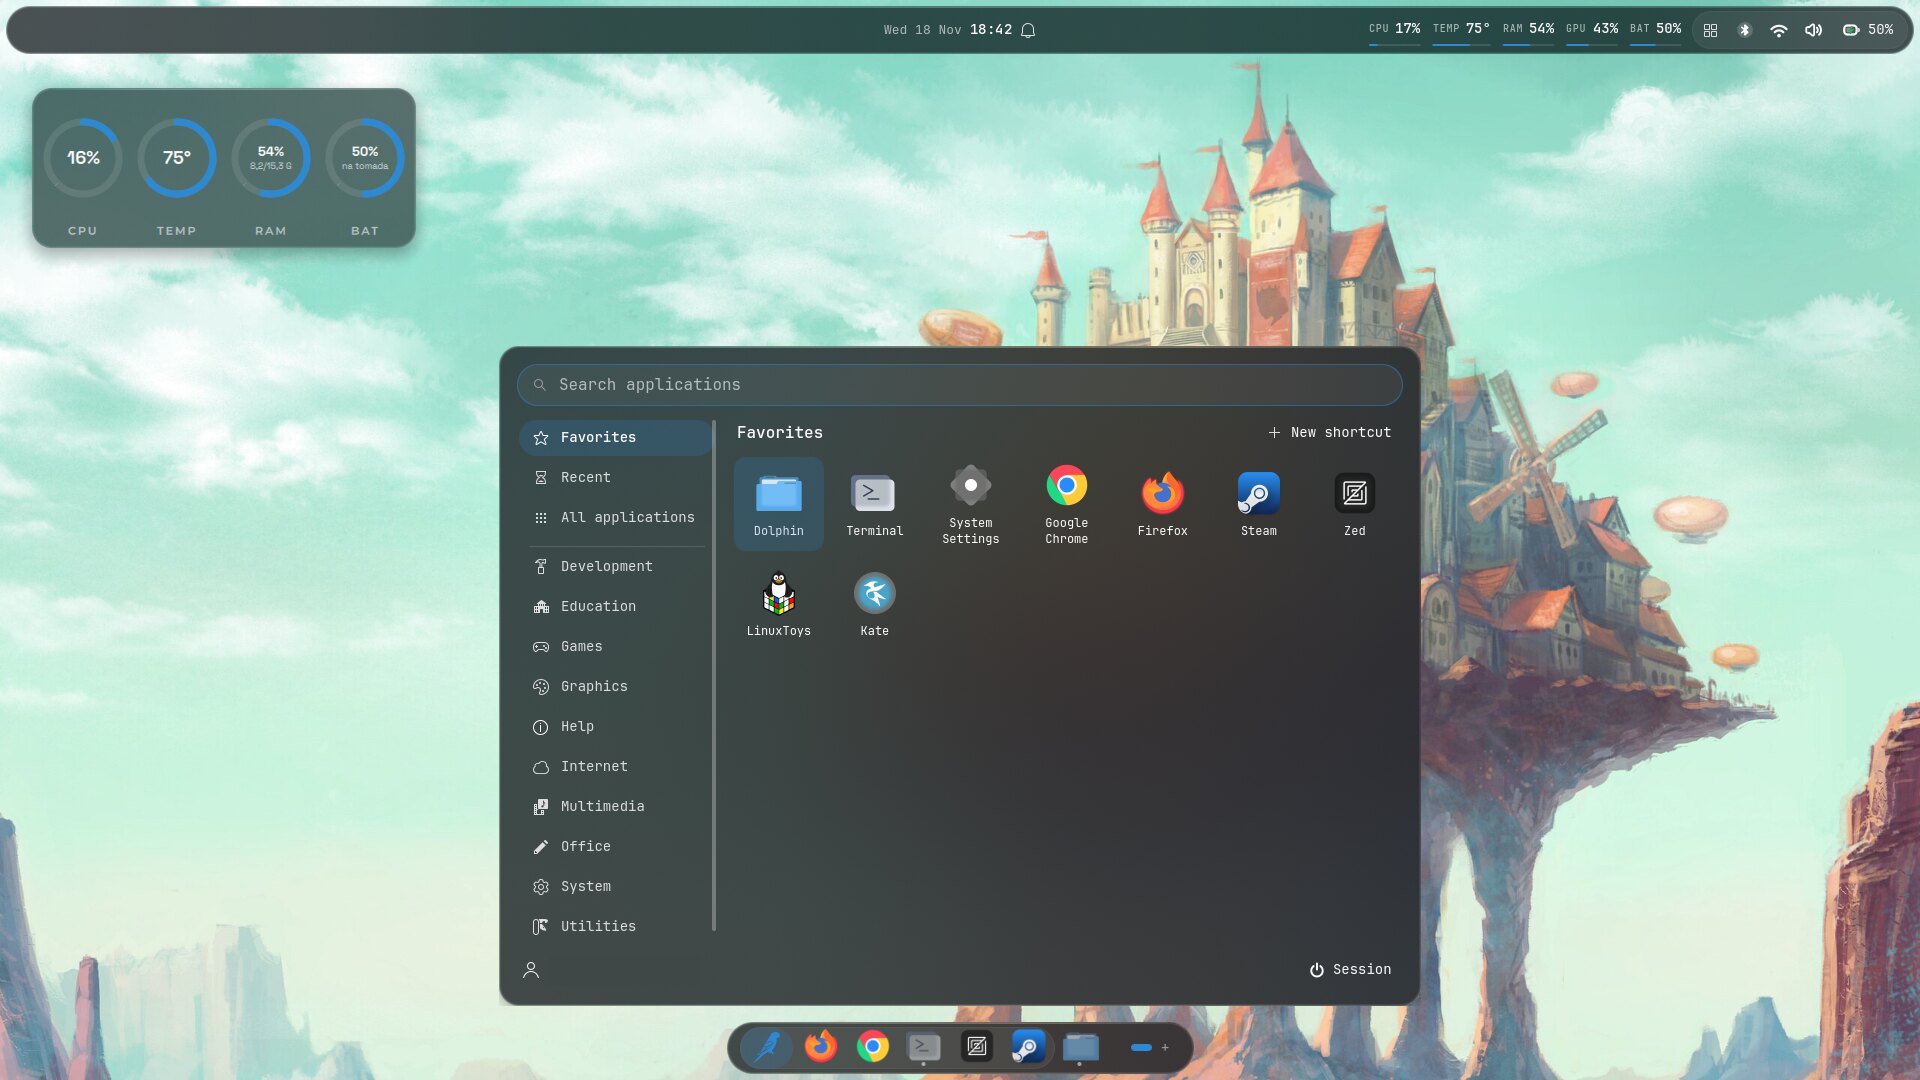 Wed 18 Nov 18:42
CPU 17% TEMP 75° RAM 54% GPU 43% BAT 50% 50%
16% 75° 54% 50%
8,2/15,3 G na tomada
CPU TEMP RAM BAT
Search applications
Favorites
Recent
All applications
Development
Education
Games
Graphics
Help
Internet
Multimedia
Office
System
Utilities
Favorites
+ New shortcut
Dolphin
Terminal
System
Settings
Google
Chrome
Firefox
Steam
Zed
LinuxToys
Kate
Session
+